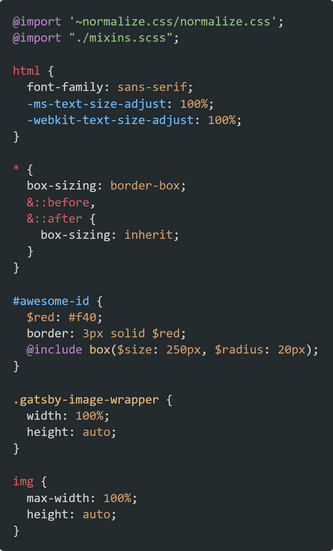 @import '~normalize.css/normalize.css';
@import "./mixins.scss";

html {
  font-family: sans-serif;
  -ms-text-size-adjust: 100%;
  -webkit-text-size-adjust: 100%;
}

* {
  box-sizing: border-box;
  &::before,
  &::after {
    box-sizing: inherit;
  }
}

#awesome-id {
  $red: #f40;
  border: 3px solid $red;
  @include box($size: 250px, $radius: 20px);
}

.gatsby-image-wrapper {
  width: 100%;
  height: auto;
}

img {
  max-width: 100%;
  height: auto;
}